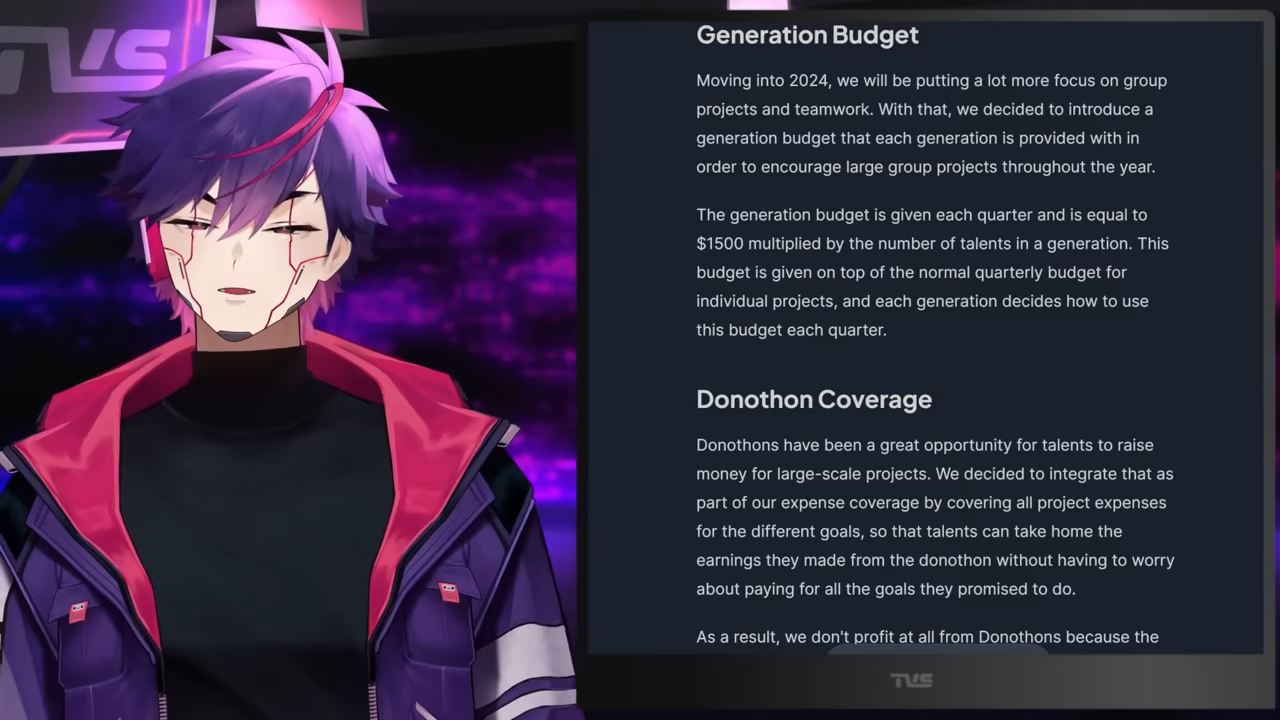 TVS
Generation Budget
Moving into 2024, we will be putting a lot more focus on group
projects and teamwork. With that, we decided to introduce a
generation budget that each generation is provided with in
order to encourage large group projects throughout the year.
The generation budget is given each quarter and is equal to
$1500 multiplied by the number of talents in a generation. This
budget is given on top of the normal quarterly budget for
individual projects, and each generation decides how to use
this budget each quarter.
Donothon Coverage
Donothons have been a great opportunity for talents to raise
money for large-scale projects. We decided to integrate that as
part of our expense coverage by covering all project expenses
for the different goals, so that talents can take home the
earnings they made from the donothon without having to worry
about paying for all the goals they promised to do.
As a result, we don't profit at all from Donothons because the
TVS